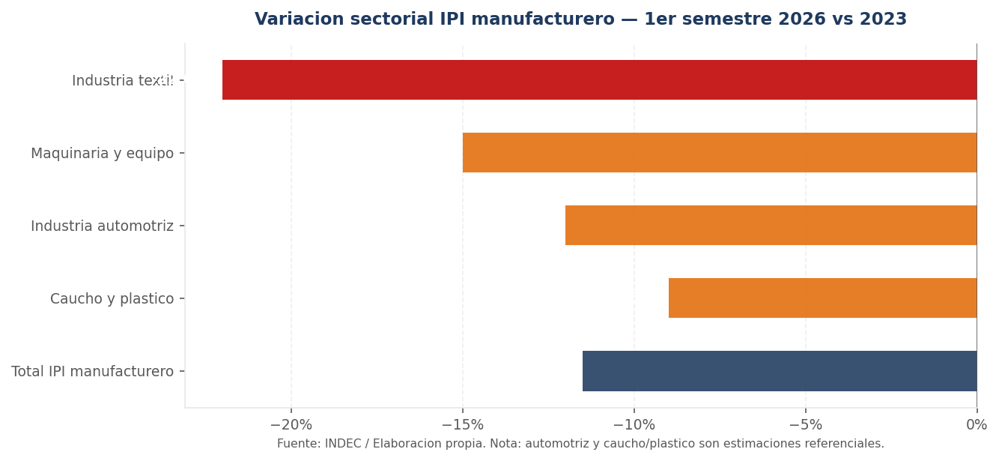 Variacion sectorial IPI manufacturero — 1er semestre 2026 vs 2023
Industria textil
Maquinaria y equipo
Industria automotriz
Caucho y plastico
Total IPI manufacturero
−20%
−15%
−10%
−5%
0%
Fuente: INDEC / Elaboracion propia. Nota: automotriz y caucho/plastico son estimaciones referenciales.